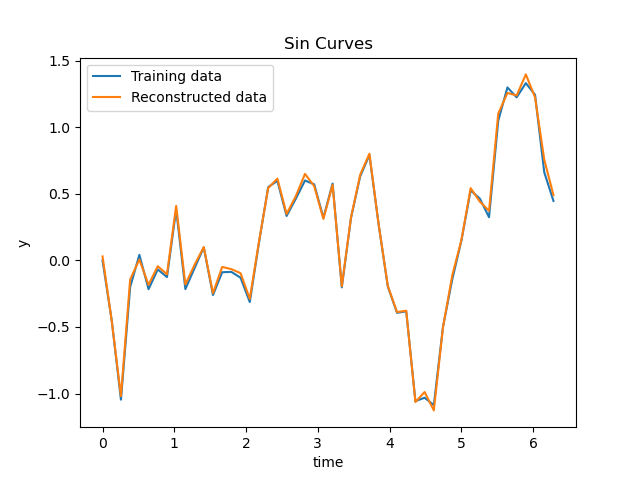 Sin Curves
Training data
Reconstructed data
1.5
1.0
0.5
0.0
−0.5
−1.0
y
0 1 2 3 4 5 6
time